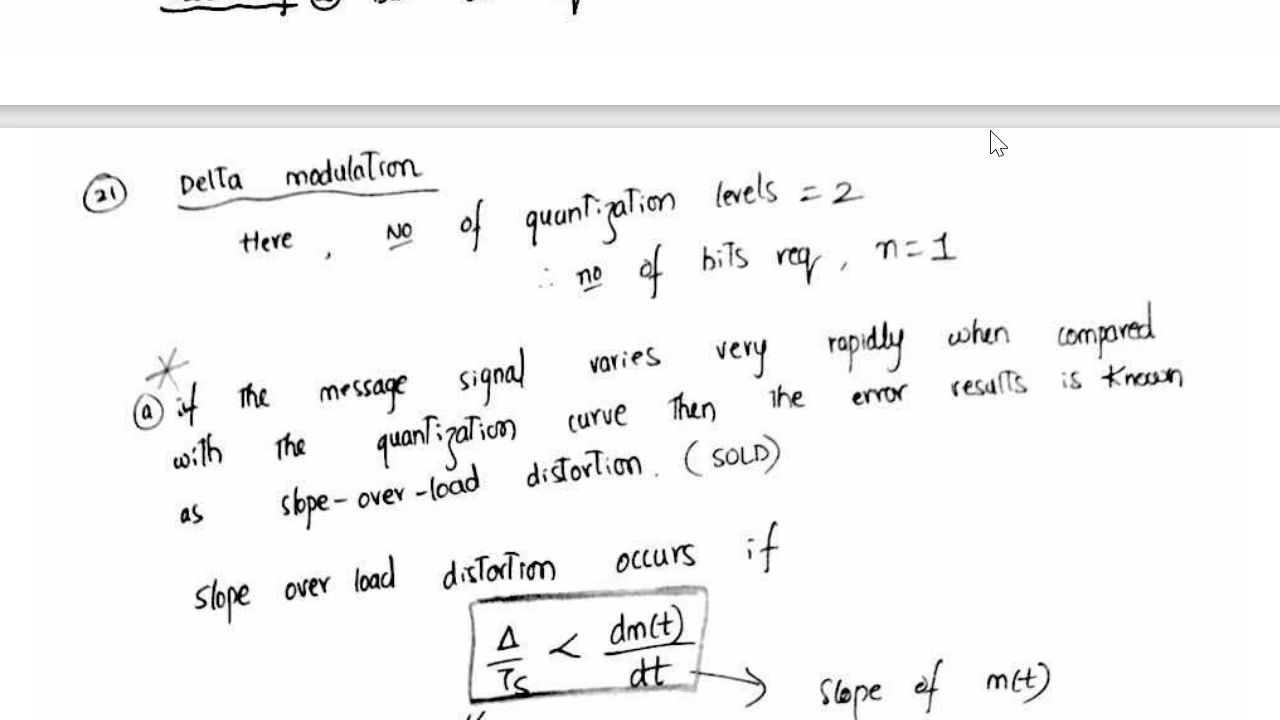 (21) Delta modulation
Here, No of quantization levels = 2
∴ no of bits req, n=1
* (a) if the message signal varies very rapidly when compared
with the quantization curve then the error results is known
as slope-over-load distortion. (SOLD)
slope over load distortion occurs if
Δ/Ts < dm(t)/dt → slope of m(t)